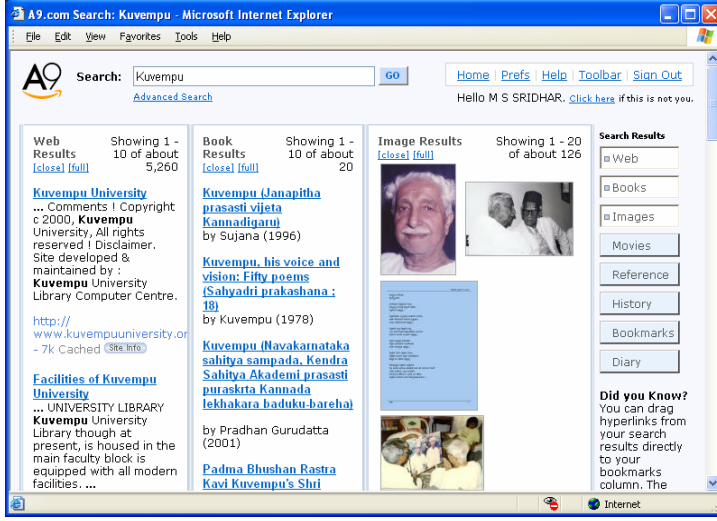 A9.com Search: Kuvempu - Microsoft Internet Explorer
File Edit View Favorites Tools Help
A9 Search: Kuvempu GO
Advanced Search
Home | Prefs | Help | Toolbar | Sign Out
Hello M S SRIDHAR. Click here if this is not you.
Web Results
[close] [full]
Showing 1 - 10 of about 5,260
Kuvempu University
... Comments ! Copyright
c 2000, Kuvempu
University, All rights
reserved ! Disclaimer.
Site developed &
maintained by :
Kuvempu University
Library Computer Centre.
http://
www.kuvempuuniversity.or
- 7k Cached Site Info
Facilities of Kuvempu
University
... UNIVERSITY LIBRARY
Kuvempu University
Library though at
present, is housed in the
main faculty block is
equipped with all modern
facilities. ...
Book Results
[close] [full]
Showing 1 - 10 of about 20
Kuvempu (Janapitha
prasasti vijeta
Kannadigaru)
by Sujana (1996)
Kuvempu, his voice and
vision: Fifty poems
(Sahyadri prakashana ;
18)
by Kuvempu (1978)
Kuvempu (Navakarnataka
sahitya sampada, Kendra
Sahitya Akademi prasasti
puraskrta Kannada
lekhakara baduku-bareha)
by Pradhan Gurudatta
(2001)
Padma Bhushan Rastra
Kavi Kuvempu's Shri
Image Results
[close] [full]
Showing 1 - 20 of about 126
Search Results
Web
Books
Images
Movies
Reference
History
Bookmarks
Diary
Did you Know?
You can drag
hyperlinks from
your search
results directly
to your
bookmarks
column. The
Internet